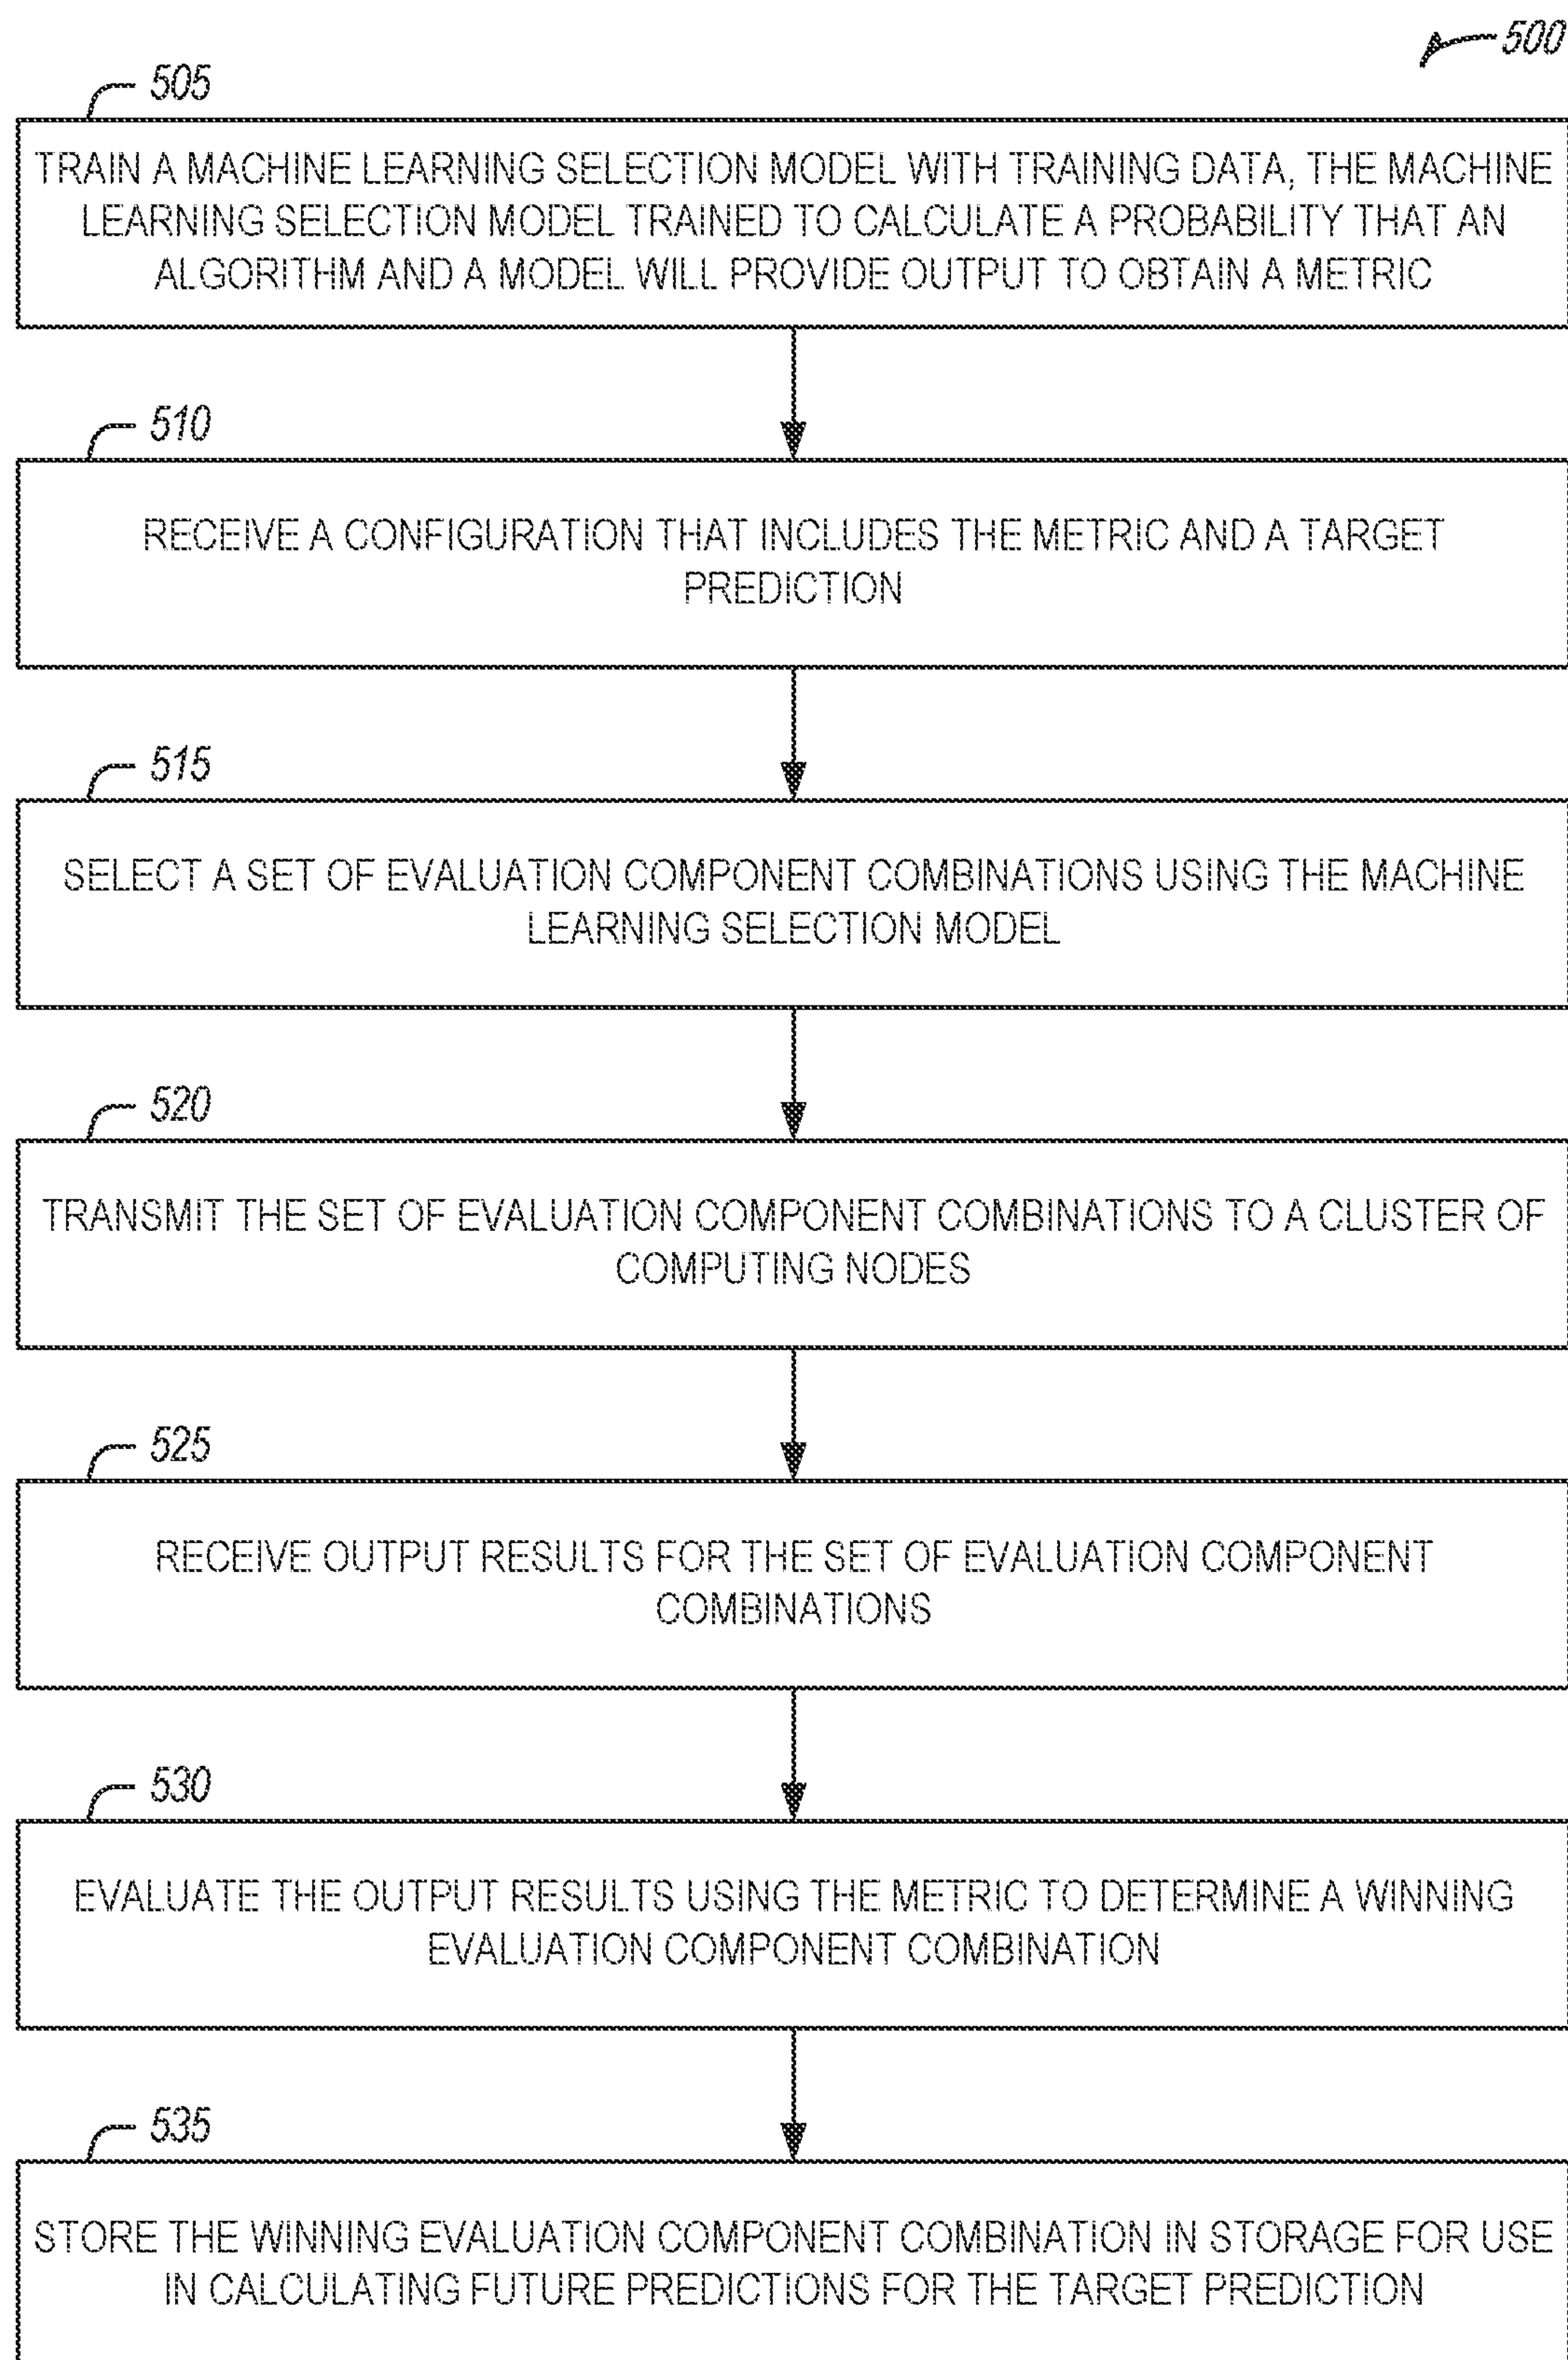 500
505
TRAIN A MACHINE LEARNING SELECTION MODEL WITH TRAINING DATA, THE MACHINE
LEARNING SELECTION MODEL TRAINED TO CALCULATE A PROBABILITY THAT AN
ALGORITHM AND A MODEL WILL PROVIDE OUTPUT TO OBTAIN A METRIC
510
RECEIVE A CONFIGURATION THAT INCLUDES THE METRIC AND A TARGET
PREDICTION
515
SELECT A SET OF EVALUATION COMPONENT COMBINATIONS USING THE MACHINE
LEARNING SELECTION MODEL
520
TRANSMIT THE SET OF EVALUATION COMPONENT COMBINATIONS TO A CLUSTER OF
COMPUTING NODES
525
RECEIVE OUTPUT RESULTS FOR THE SET OF EVALUATION COMPONENT
COMBINATIONS
530
EVALUATE THE OUTPUT RESULTS USING THE METRIC TO DETERMINE A WINNING
EVALUATION COMPONENT COMBINATION
535
STORE THE WINNING EVALUATION COMPONENT COMBINATION IN STORAGE FOR USE
IN CALCULATING FUTURE PREDICTIONS FOR THE TARGET PREDICTION